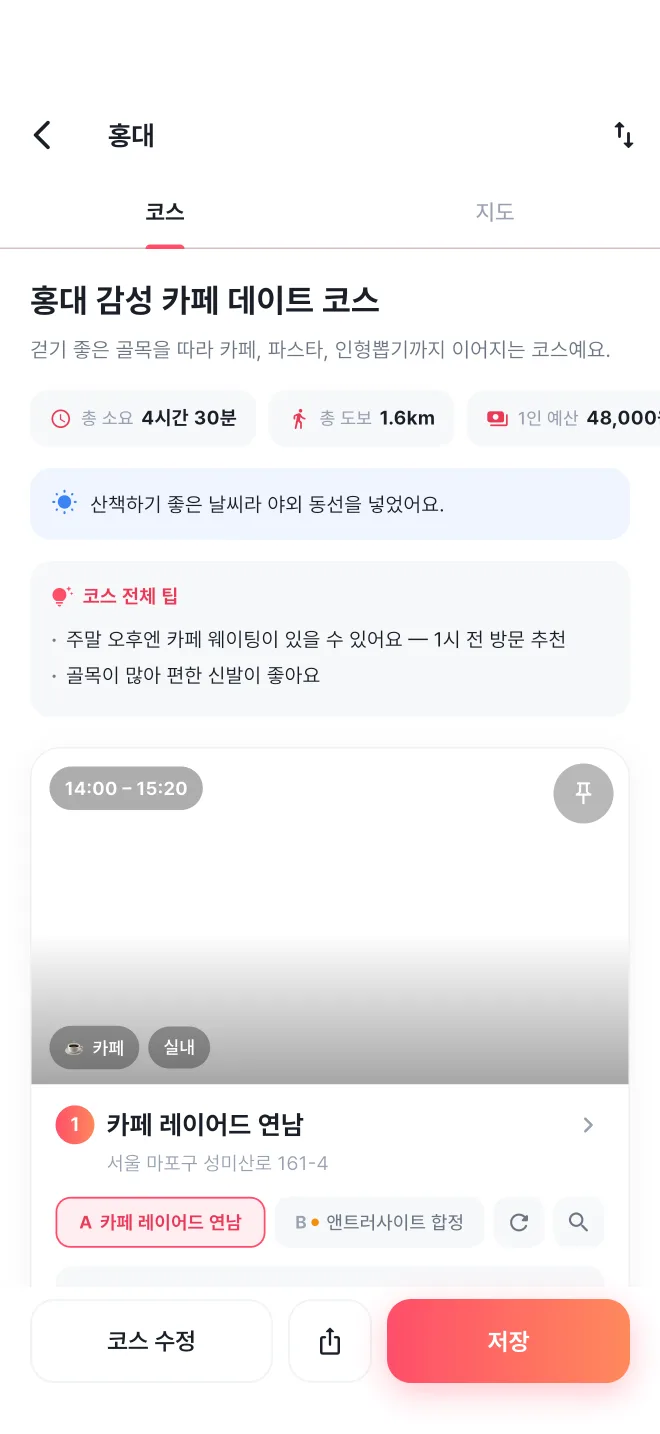 홍대
코스
지도
홍대 감성 카페 데이트 코스
걷기 좋은 골목을 따라 카페, 파스타, 인형뽑기까지 이어지는 코스예요.
총 소요 4시간 30분
총 도보 1.6km
1인 예산 48,000
산책하기 좋은 날씨라 야외 동선을 넣었어요.
코스 전체 팁
· 주말 오후엔 카페 웨이팅이 있을 수 있어요 — 1시 전 방문 추천
· 골목이 많아 편한 신발이 좋아요
14:00 – 15:20
카페
실내
1 카페 레이어드 연남
서울 마포구 성미산로 161-4
A 카페 레이어드 연남
B 앤트러사이트 합정
코스 수정
저장